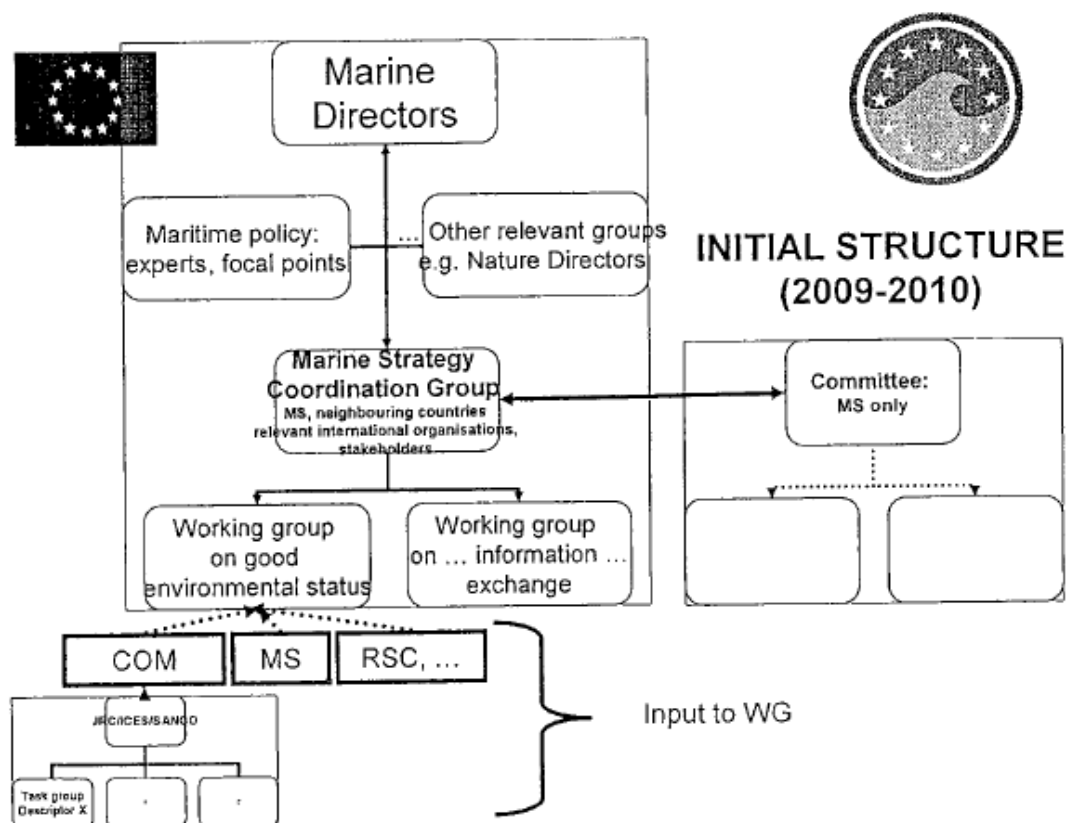 Marine
Directors
Maritime policy:
experts, focal points
... Other relevant groups
e.g. Nature Directors
INITIAL STRUCTURE
(2009-2010)
Marine Strategy
Coordination Group
MS, neighbouring countries
relevant international organisations,
stakeholders
Committee:
MS only
Working group
on good
environmental status
Working group
on ... information ...
exchange
COM
MS
RSC, ...
JRC/ICES/SANCO
Input to WG
Task group
Descriptor X